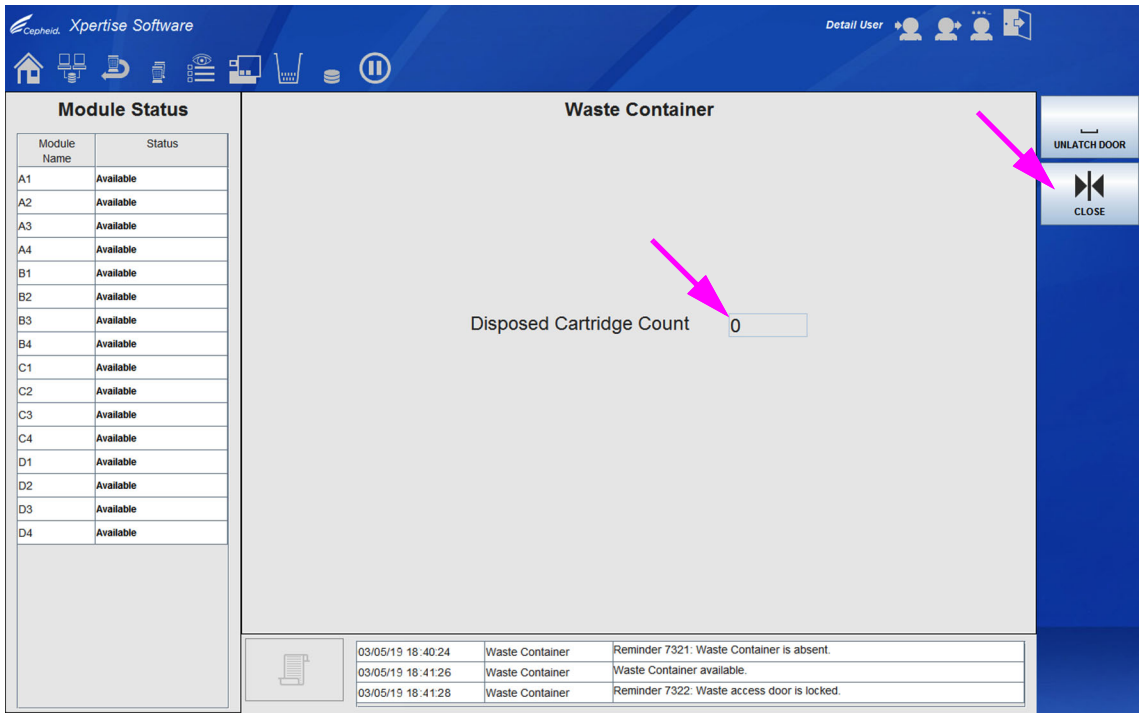 Cepheid. Xpertise Software
Detail User
Module Status
Waste Container
UNLATCH DOOR
CLOSE
Module Name Status
A1 Available
A2 Available
A3 Available
A4 Available
B1 Available
B2 Available
B3 Available
B4 Available
C1 Available
C2 Available
C3 Available
C4 Available
D1 Available
D2 Available
D3 Available
D4 Available
Disposed Cartridge Count 0
03/05/19 18:40:24 Waste Container Reminder 7321: Waste Container is absent.
03/05/19 18:41:26 Waste Container Waste Container available.
03/05/19 18:41:28 Waste Container Reminder 7322: Waste access door is locked.